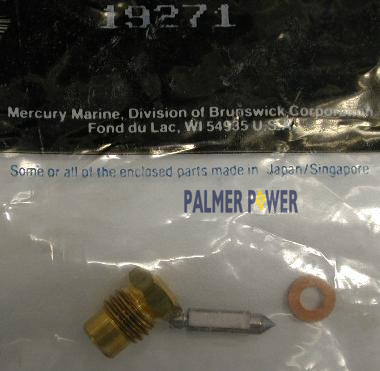 19271
Mercury Marine, Division of Brunswick Corporation
Fond du Lac, WI 54935 U.S.A.
Some or all of the enclosed parts made in Japan/Singapore
PALMER POWER